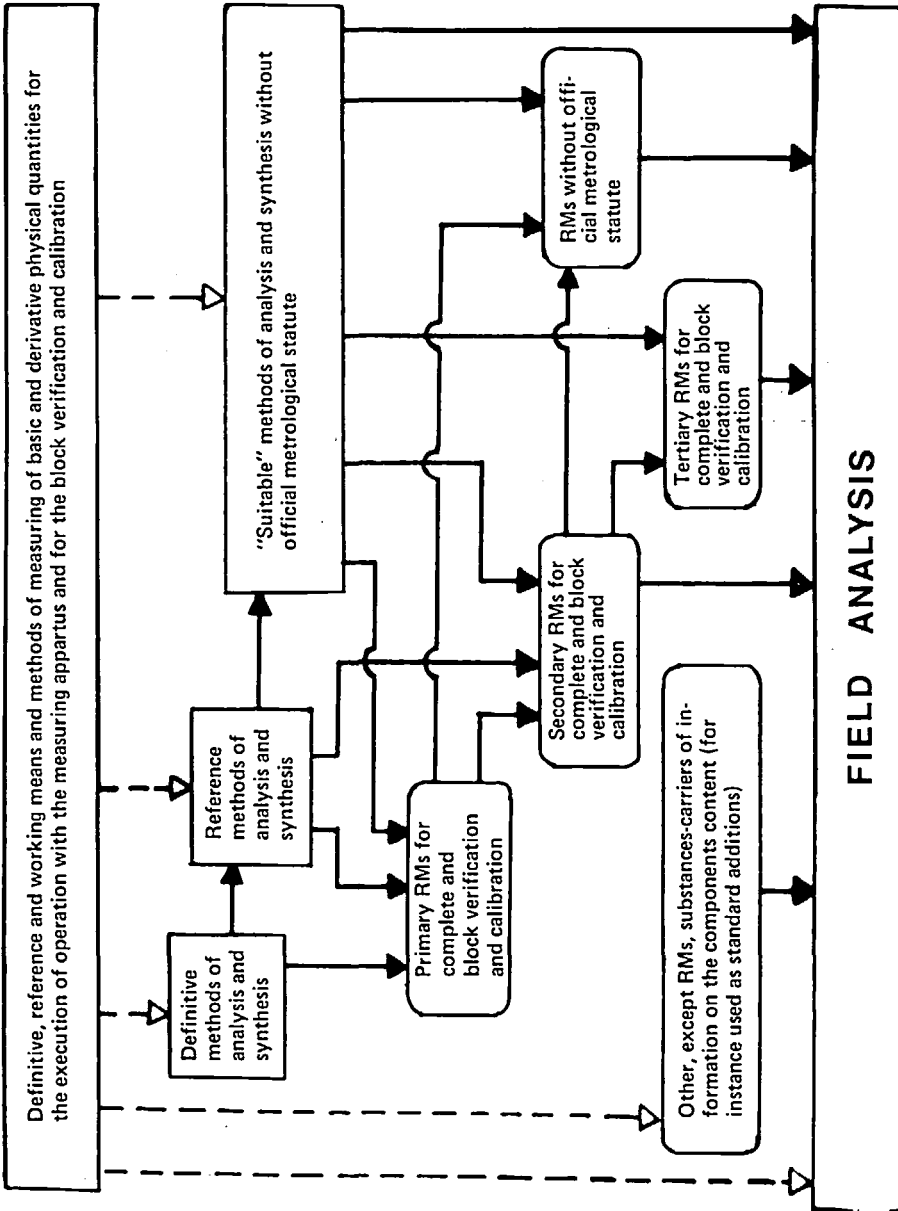 Definitive, reference and working means and methods of measuring of basic and derivative physical quantities for
the execution of operation with the measuring appartus and for the block verification and calibration
Definitive
methods of
analysis and
synthesis
Reference
methods of
analysis and
synthesis
"Suitable" methods of analysis and synthesis without
official metrological statute
Primary RMs for
complete and
block verification
and calibration
Secondary RMs for
complete and block
verification and
calibration
RMs without offi-
cial metrological
statute
Tertiary RMs for
complete and block
verification and
calibration
Other, except RMs, substances-carriers of in-
formation on the components content (for
instance used as standard additions)
FIELD ANALYSIS